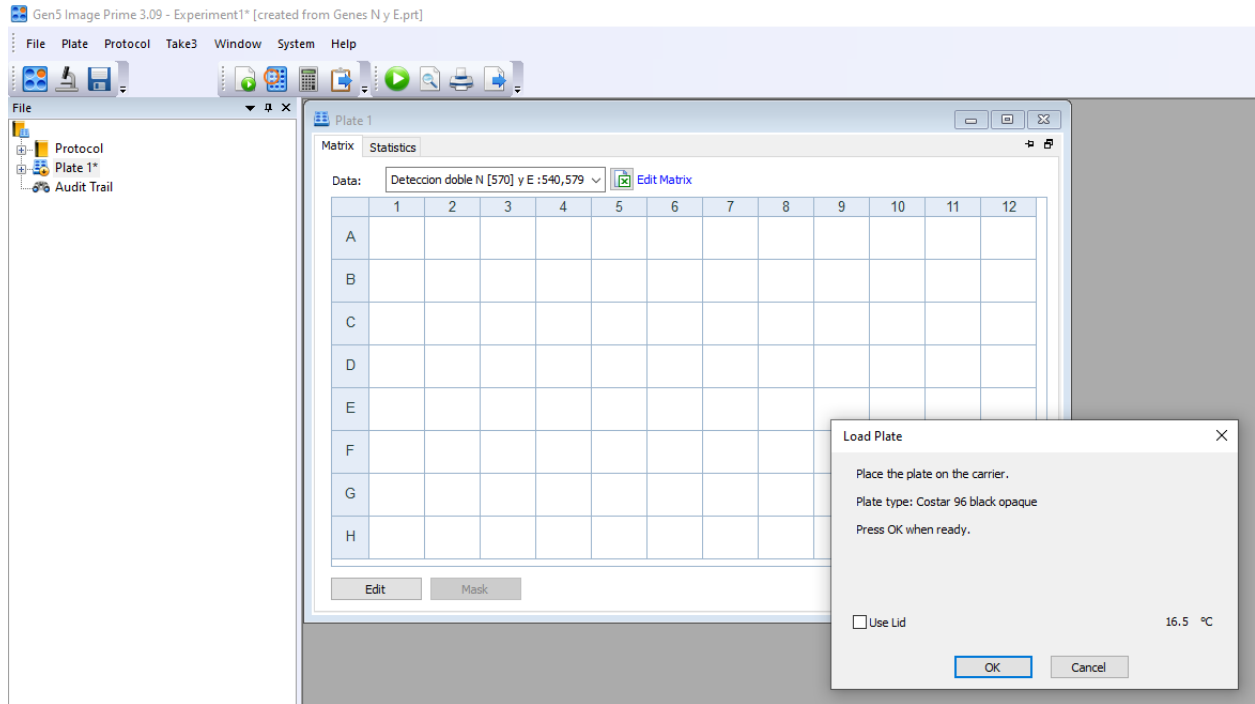 Gen5 Image Prime 3.09 - Experiment1* [created from Genes N y E.prt]
File Plate Protocol Take3 Window System Help
File
Protocol
Plate 1*
Audit Trail
Plate 1
Matrix Statistics
Data: Deteccion doble N [570] y E :540,579 Edit Matrix
1 2 3 4 5 6 7 8 9 10 11 12
A
B
C
D
E
F
G
H
Edit Mask
Load Plate
Place the plate on the carrier.
Plate type: Costar 96 black opaque
Press OK when ready.
Use Lid 16.5 ºC
OK Cancel